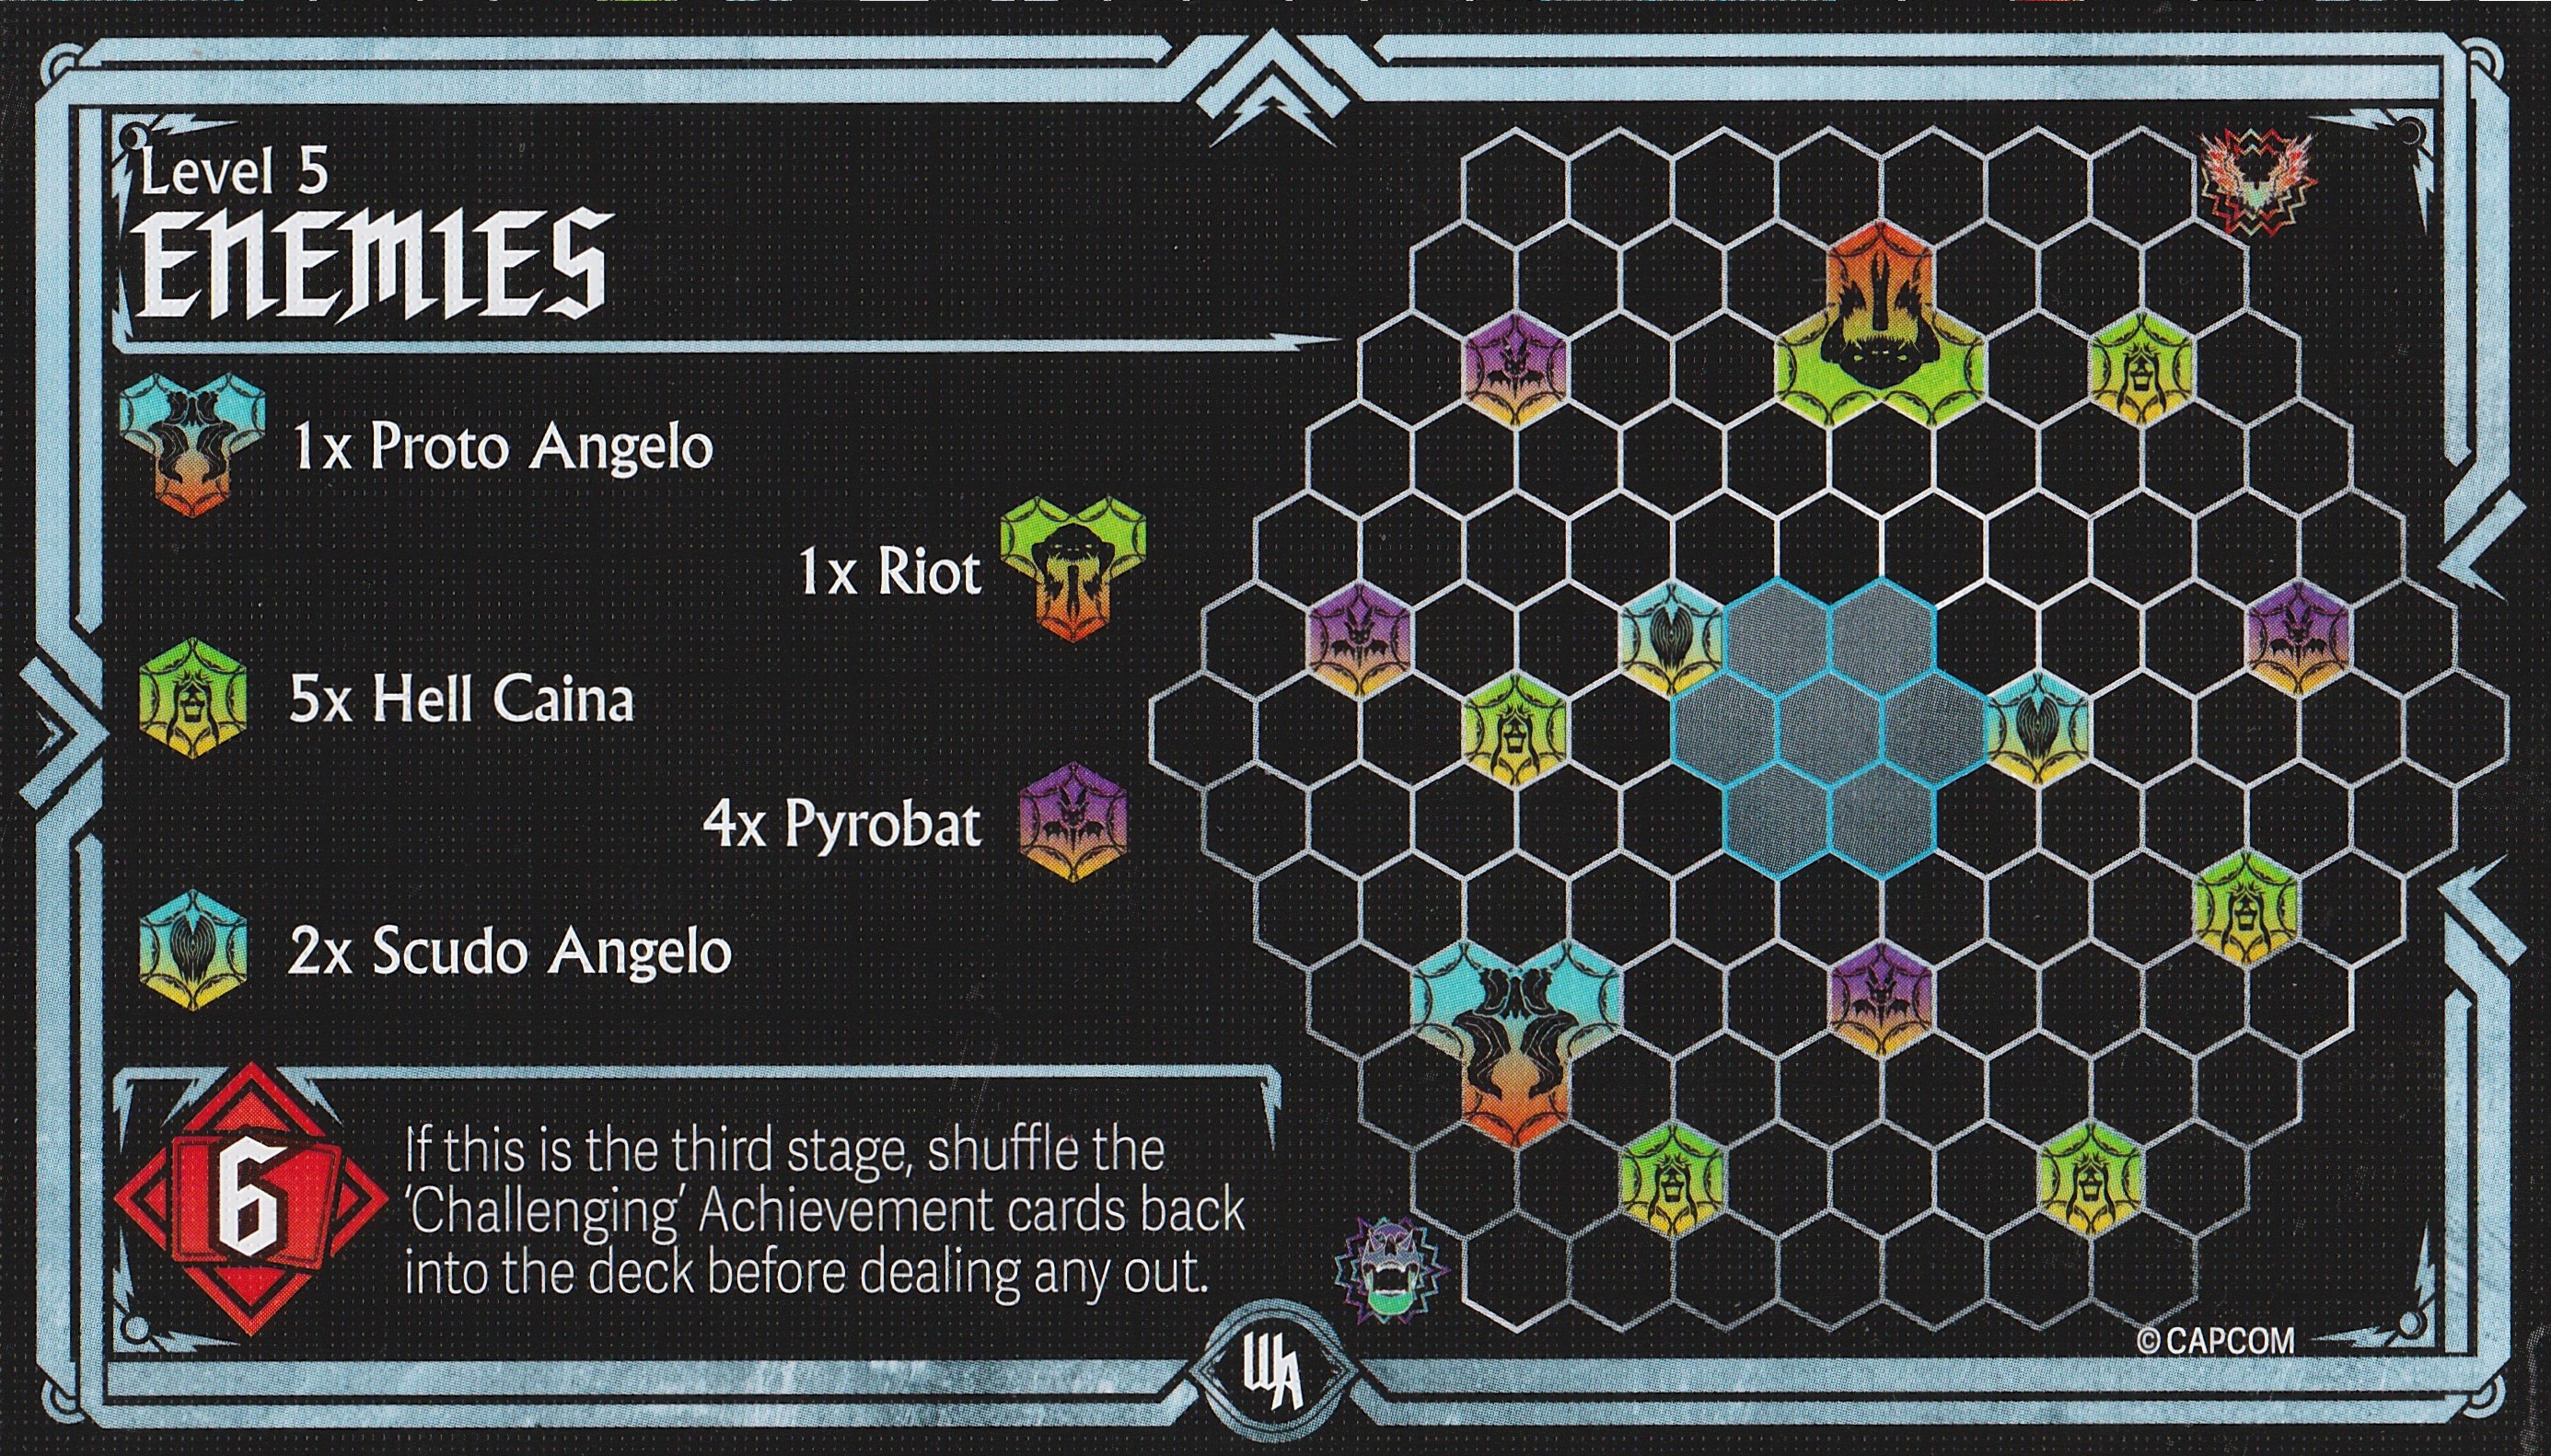 Level 5
ENEMIES
1x Proto Angelo
1x Riot
5x Hell Caina
4x Pyrobat
2x Scudo Angelo
6
If this is the third stage, shuffle the
'Challenging' Achievement cards back
into the deck before dealing any out.
WA
© CAPCOM